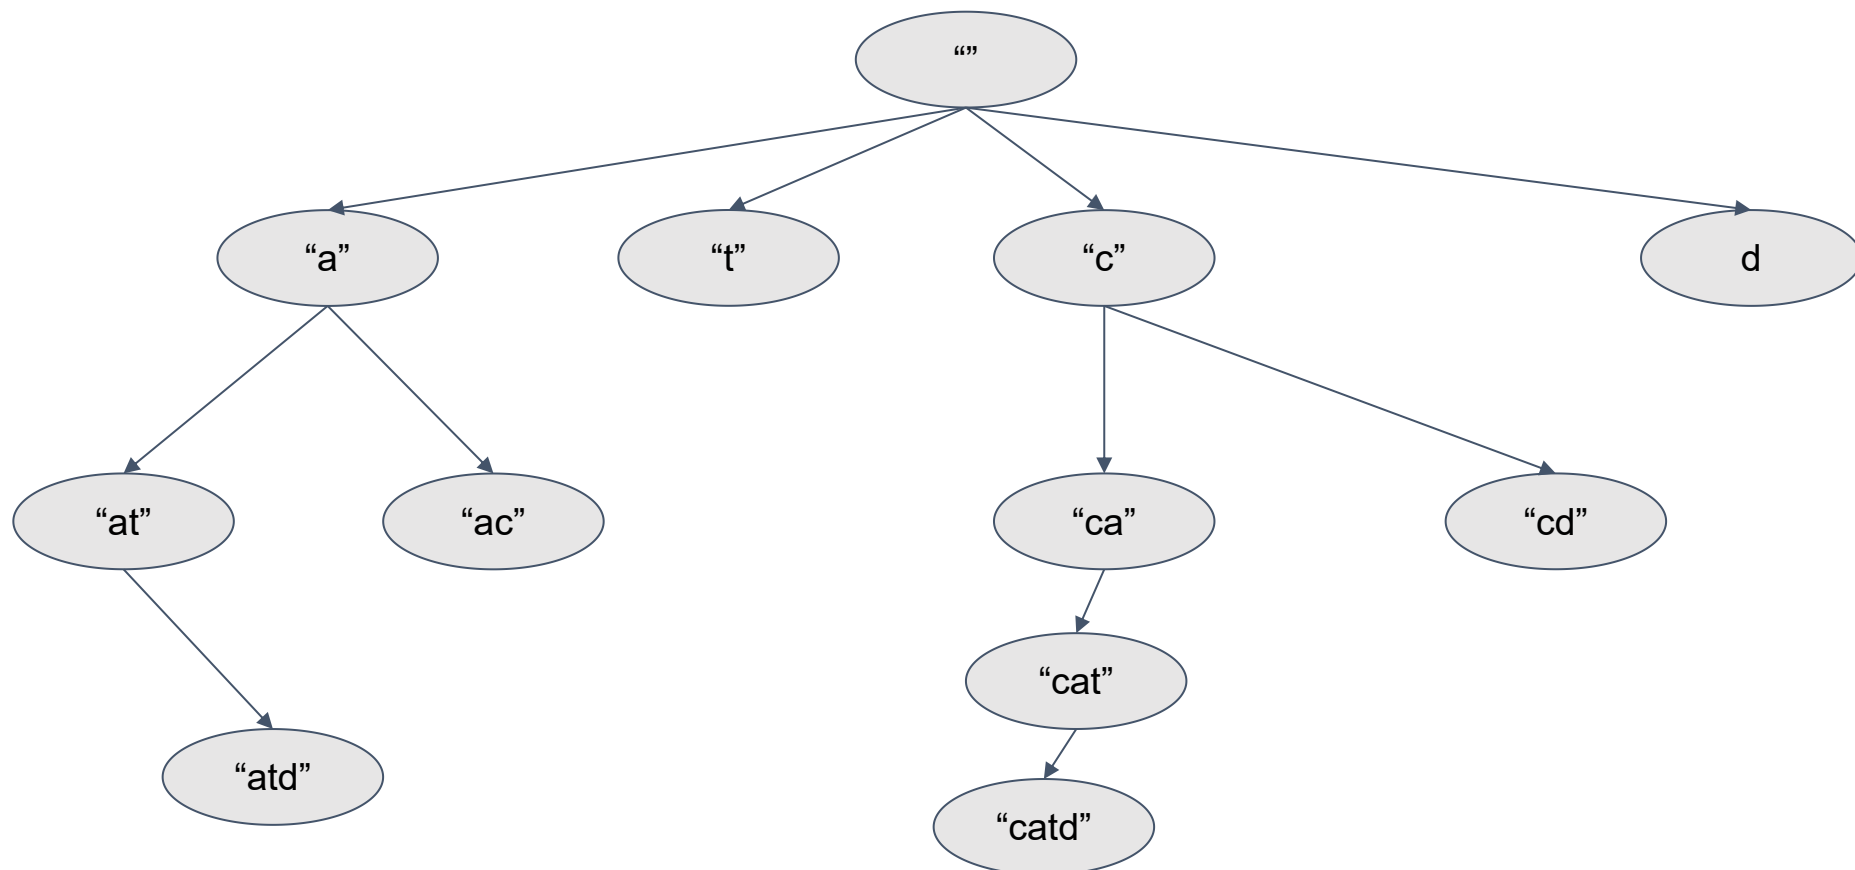 “”
“a”
“t”
“c”
d
“at”
“ac”
“ca”
“cd”
“cat”
“atd”
“catd”